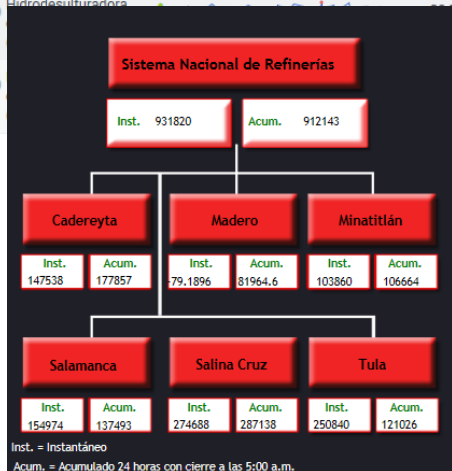 Hidrodesulfuradora
Sistema Nacional de Refinerías
Inst. 931820 Acum. 912143
Cadereyta Madero Minatitlán
Inst. Acum. Inst. Acum. Inst. Acum.
147538 177857 -79.1896 81964.6 103860 106664
Salamanca Salina Cruz Tula
Inst. Acum. Inst. Acum. Inst. Acum.
154974 137493 274688 287138 250840 121026
Inst. = Instantáneo
Acum. = Acumulado 24 horas con cierre a las 5:00 a.m.